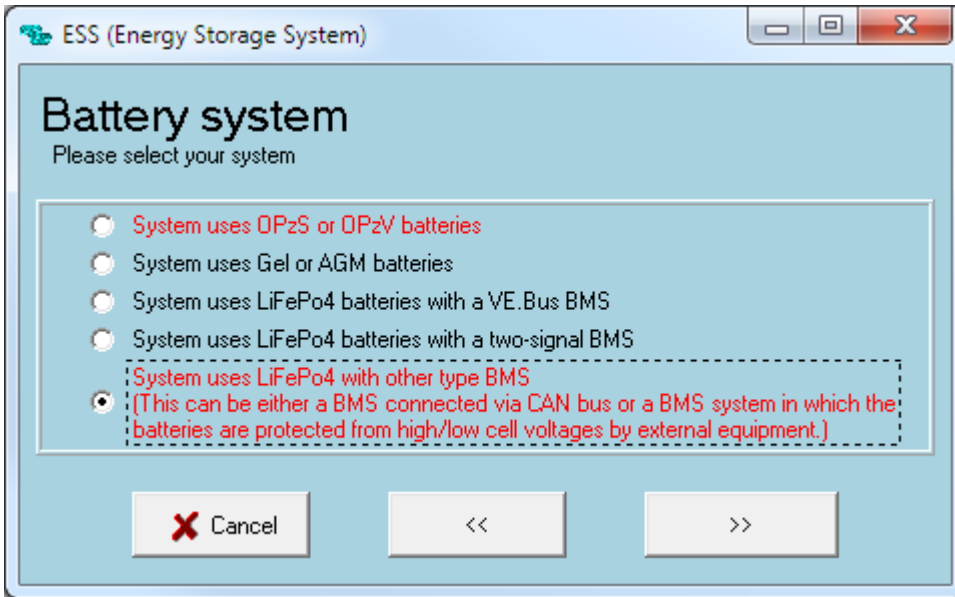 ESS (Energy Storage System)
Battery system
Please select your system
System uses OPzS or OPzV batteries
System uses Gel or AGM batteries
System uses LiFePo4 batteries with a VE.Bus BMS
System uses LiFePo4 batteries with a two-signal BMS
System uses LiFePo4 with other type BMS
(This can be either a BMS connected via CAN bus or a BMS system in which the
batteries are protected from high/low cell voltages by external equipment.)
Cancel
<<
>>